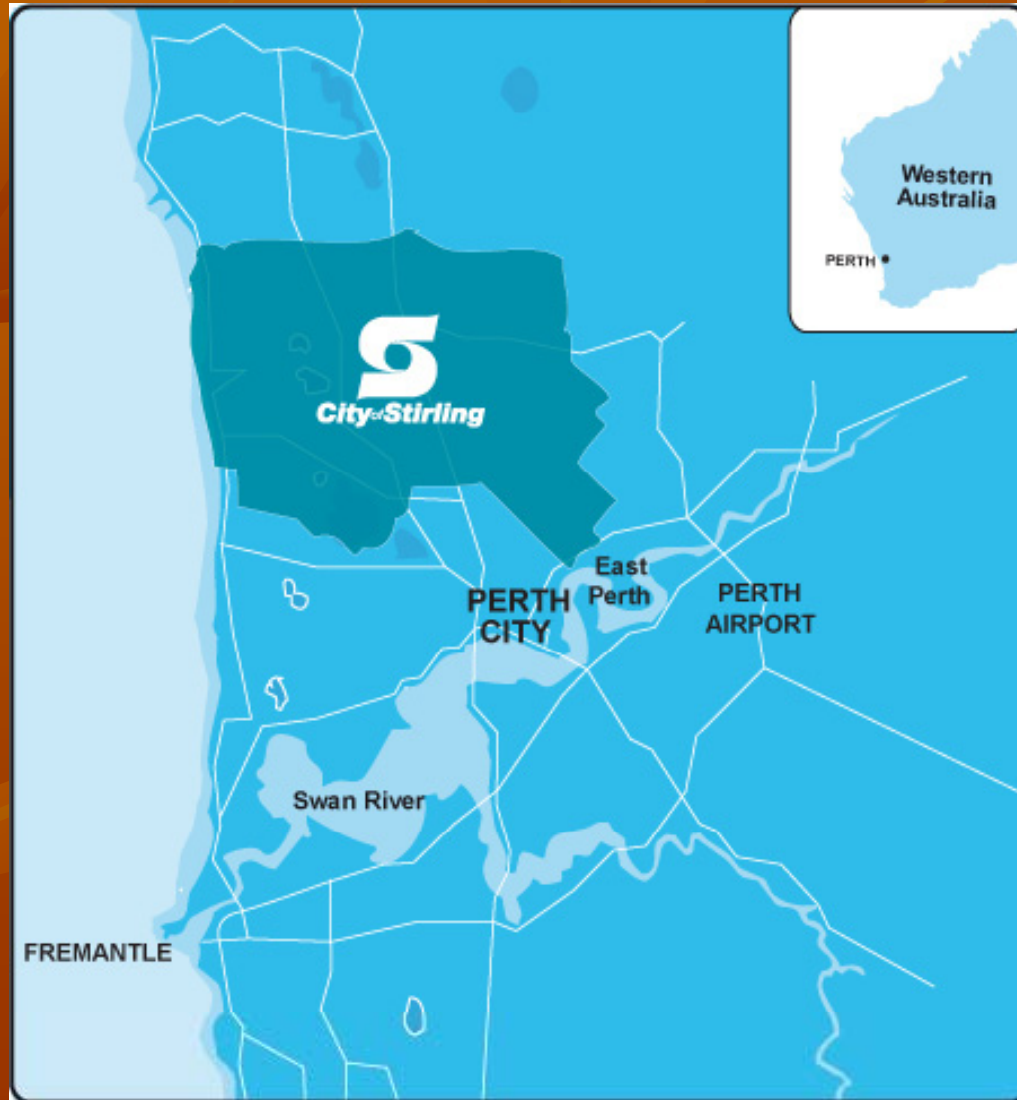 Western
Australia
PERTH
City of Stirling
East
Perth
PERTH
CITY
PERTH
AIRPORT
Swan River
FREMANTLE